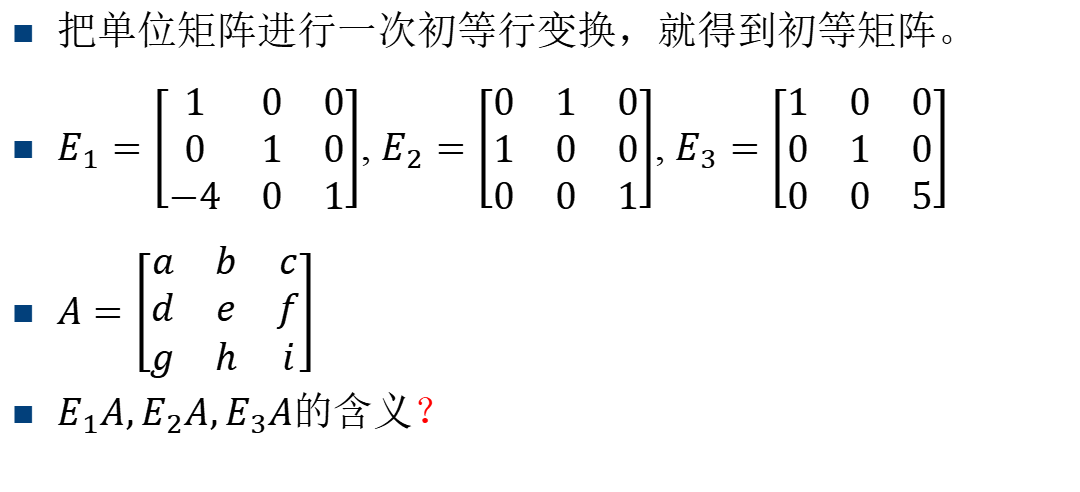 ■ 把单位矩阵进行一次初等行变换，就得到初等矩阵。
■ E₁ = [1 0 0; 0 1 0; −4 0 1], E₂ = [0 1 0; 1 0 0; 0 0 1], E₃ = [1 0 0; 0 1 0; 0 0 5]
■ A = [a b c; d e f; g h i]
■ E₁A, E₂A, E₃A的含义？